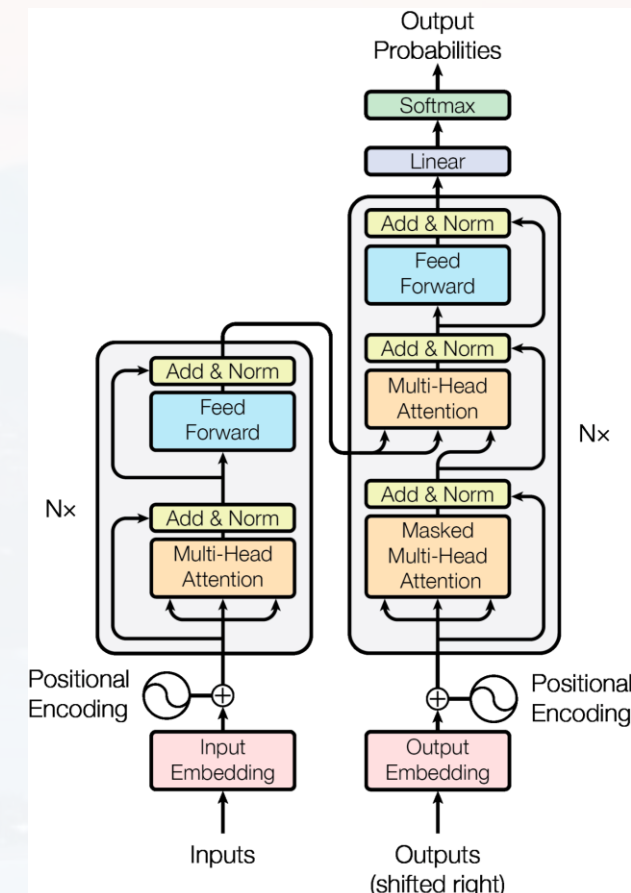 Output
Probabilities
Softmax
Linear
Add & Norm
Feed
Forward
Add & Norm
Multi-Head
Attention
Add & Norm
Masked
Multi-Head
Attention
N×
Add & Norm
Feed
Forward
Add & Norm
Multi-Head
Attention
N×
Positional
Encoding
Positional
Encoding
Input
Embedding
Output
Embedding
Inputs
Outputs
(shifted right)